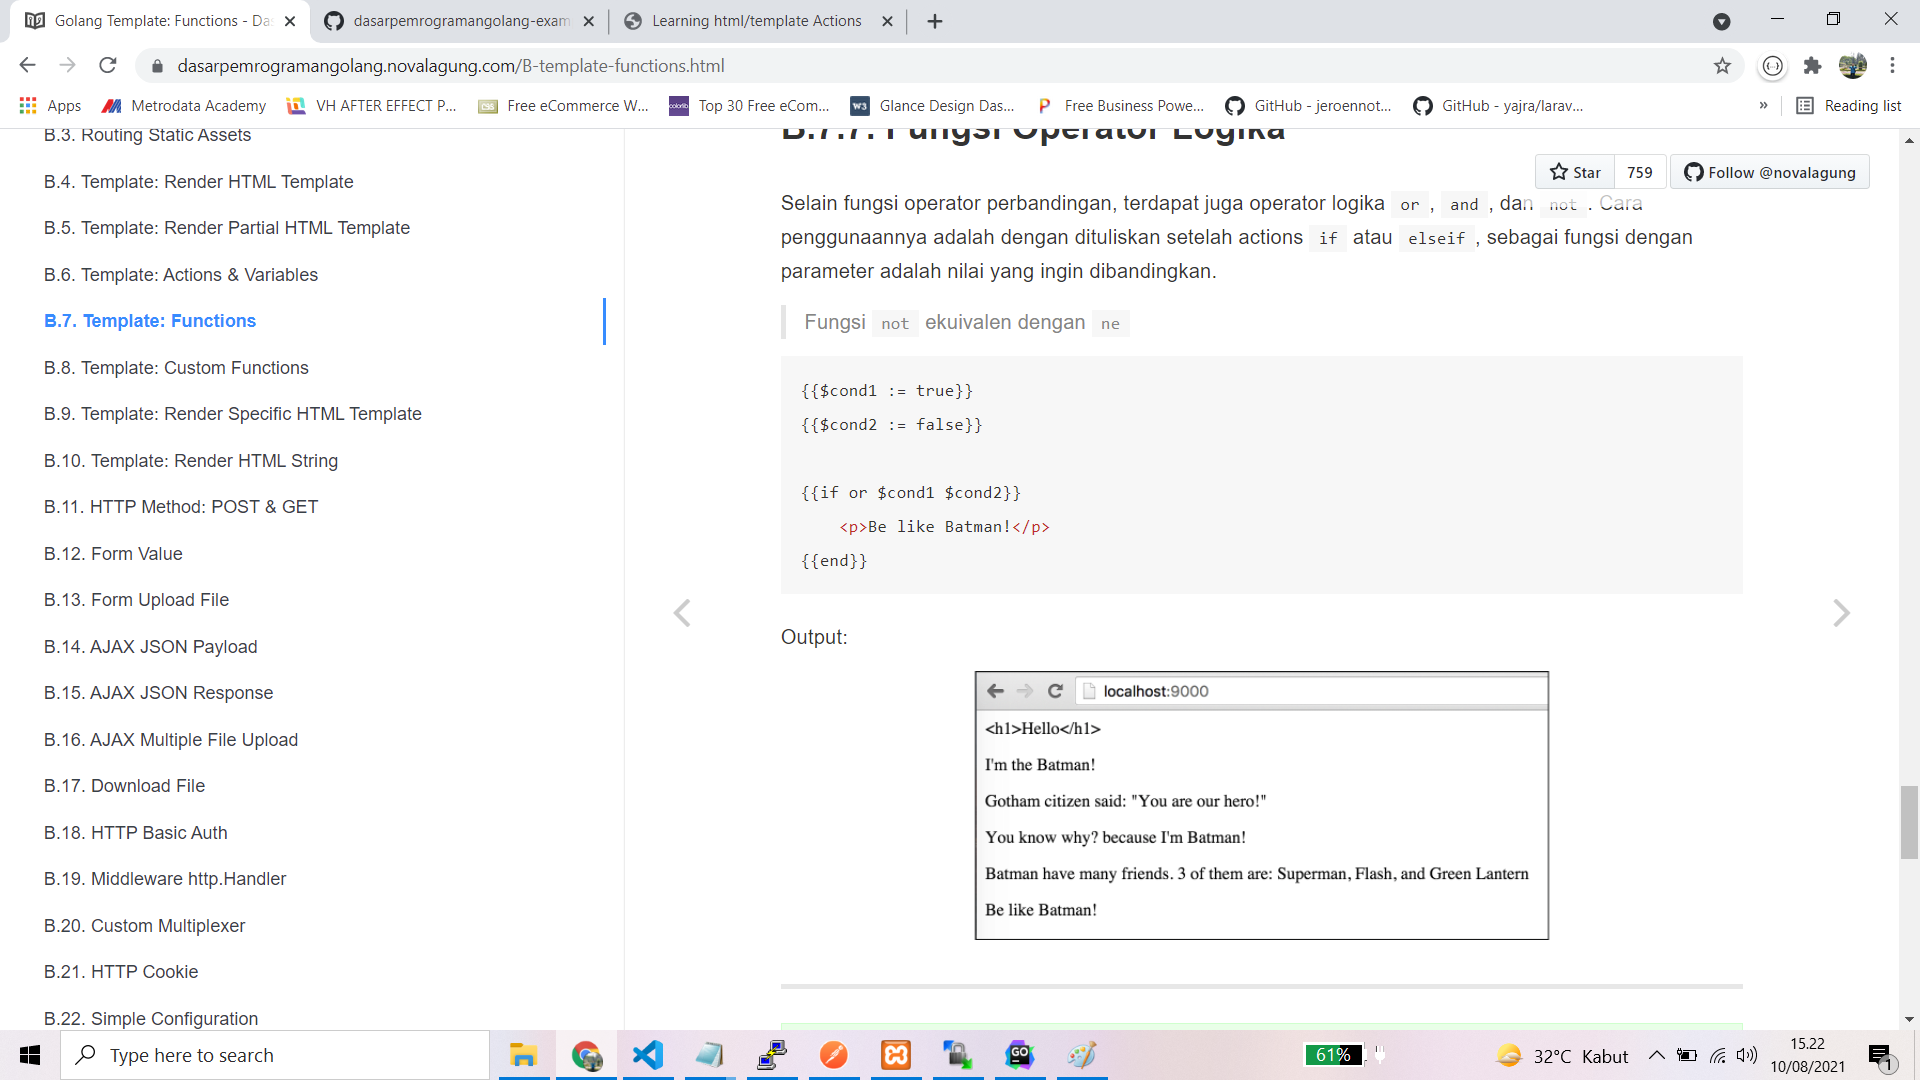 Golang Template: Functions - Da
dasarpemrogramangolang-exam
Learning html/template Actions
dasarpemrogramangolang.novalagung.com/B-template-functions.html
Apps
Metrodata Academy
VH AFTER EFFECT P...
Free eCommerce W...
Top 30 Free eCom...
Glance Design Das...
Free Business Powe...
GitHub - jeroennot...
GitHub - yajra/larav...
»
Reading list
B.3. Routing Static Assets
B.4. Template: Render HTML Template
B.5. Template: Render Partial HTML Template
B.6. Template: Actions & Variables
B.7. Template: Functions
B.8. Template: Custom Functions
B.9. Template: Render Specific HTML Template
B.10. Template: Render HTML String
B.11. HTTP Method: POST & GET
B.12. Form Value
B.13. Form Upload File
B.14. AJAX JSON Payload
B.15. AJAX JSON Response
B.16. AJAX Multiple File Upload
B.17. Download File
B.18. HTTP Basic Auth
B.19. Middleware http.Handler
B.20. Custom Multiplexer
B.21. HTTP Cookie
B.22. Simple Configuration
B.7.7. Fungsi Operator Logika
Star
759
Follow @novalagung
Selain fungsi operator perbandingan, terdapat juga operator logika or , and , dan not . Cara
penggunaannya adalah dengan dituliskan setelah actions if atau elseif , sebagai fungsi dengan
parameter adalah nilai yang ingin dibandingkan.
Fungsi not ekuivalen dengan ne
{{$cond1 := true}}
{{$cond2 := false}}
{{if or $cond1 $cond2}}
<p>Be like Batman!</p>
{{end}}
Output:
localhost:9000
<h1>Hello</h1>
I'm the Batman!
Gotham citizen said: "You are our hero!"
You know why? because I'm Batman!
Batman have many friends. 3 of them are: Superman, Flash, and Green Lantern
Be like Batman!
Type here to search
61%
32°C Kabut
15.22
10/08/2021
1